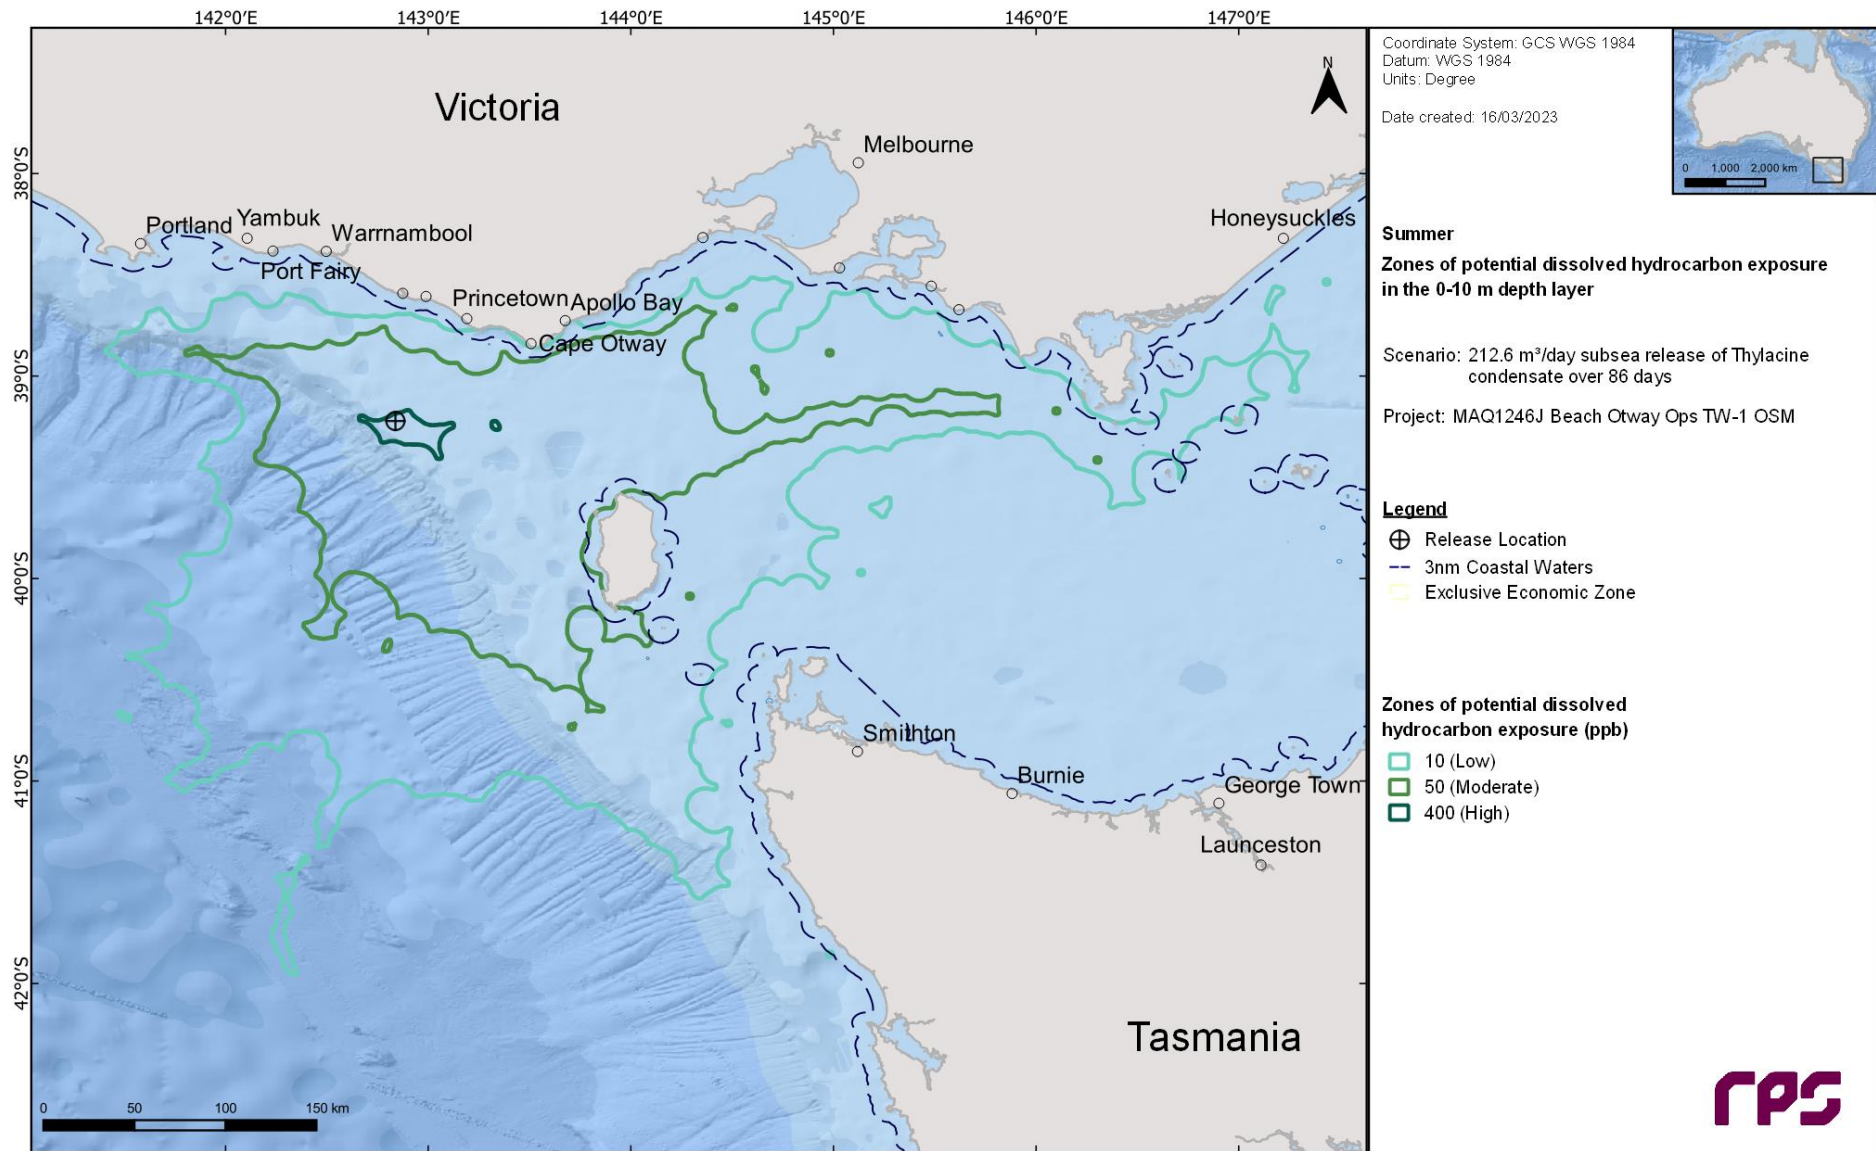 142°0'E 143°0'E 144°0'E 145°0'E 146°0'E 147°0'E
38°0'S
39°0'S
40°0'S
41°0'S
42°0'S
Victoria
N
Melbourne
Portland
Yambuk
Warrnambool
Port Fairy
Honeysuckles
Princetown
Apollo Bay
Cape Otway
Smithton
Burnie
George Town
Launceston
Tasmania
0 50 100 150 km
Coordinate System: GCS WGS 1984
Datum: WGS 1984
Units: Degree
Date created: 16/03/2023
0 1,000 2,000 km
Summer
Zones of potential dissolved hydrocarbon exposure
in the 0-10 m depth layer
Scenario: 212.6 m³/day subsea release of Thylacine
condensate over 86 days
Project: MAQ1246J Beach Otway Ops TW-1 OSM
Legend
Release Location
3nm Coastal Waters
Exclusive Economic Zone
Zones of potential dissolved
hydrocarbon exposure (ppb)
10 (Low)
50 (Moderate)
400 (High)
rps